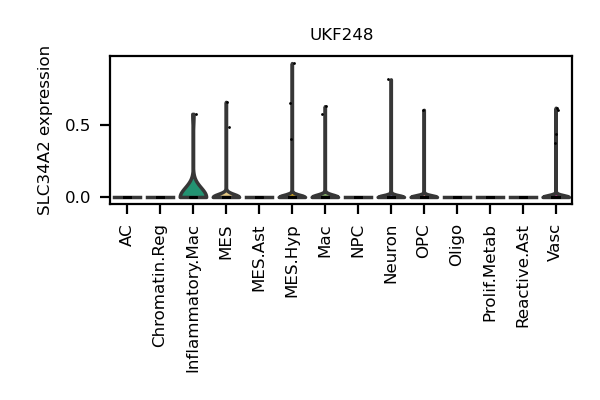 UKF248
SLC34A2 expression
0.5
0.0
AC
Chromatin.Reg
Inflammatory.Mac
MES
MES.Ast
MES.Hyp
Mac
NPC
Neuron
OPC
Oligo
Prolif.Metab
Reactive.Ast
Vasc